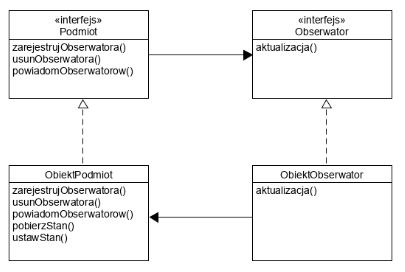 «interfejs»
Podmiot
zarejestrujObserwatora()
usunObserwatora()
powiadomObserwatorow()
«interfejs»
Obserwator
aktualizacja()
ObiektPodmiot
zarejestrujObserwatora()
usunObserwatora()
powiadomObserwatorow()
pobierzStan()
ustawStan()
ObiektObserwator
aktualizacja()